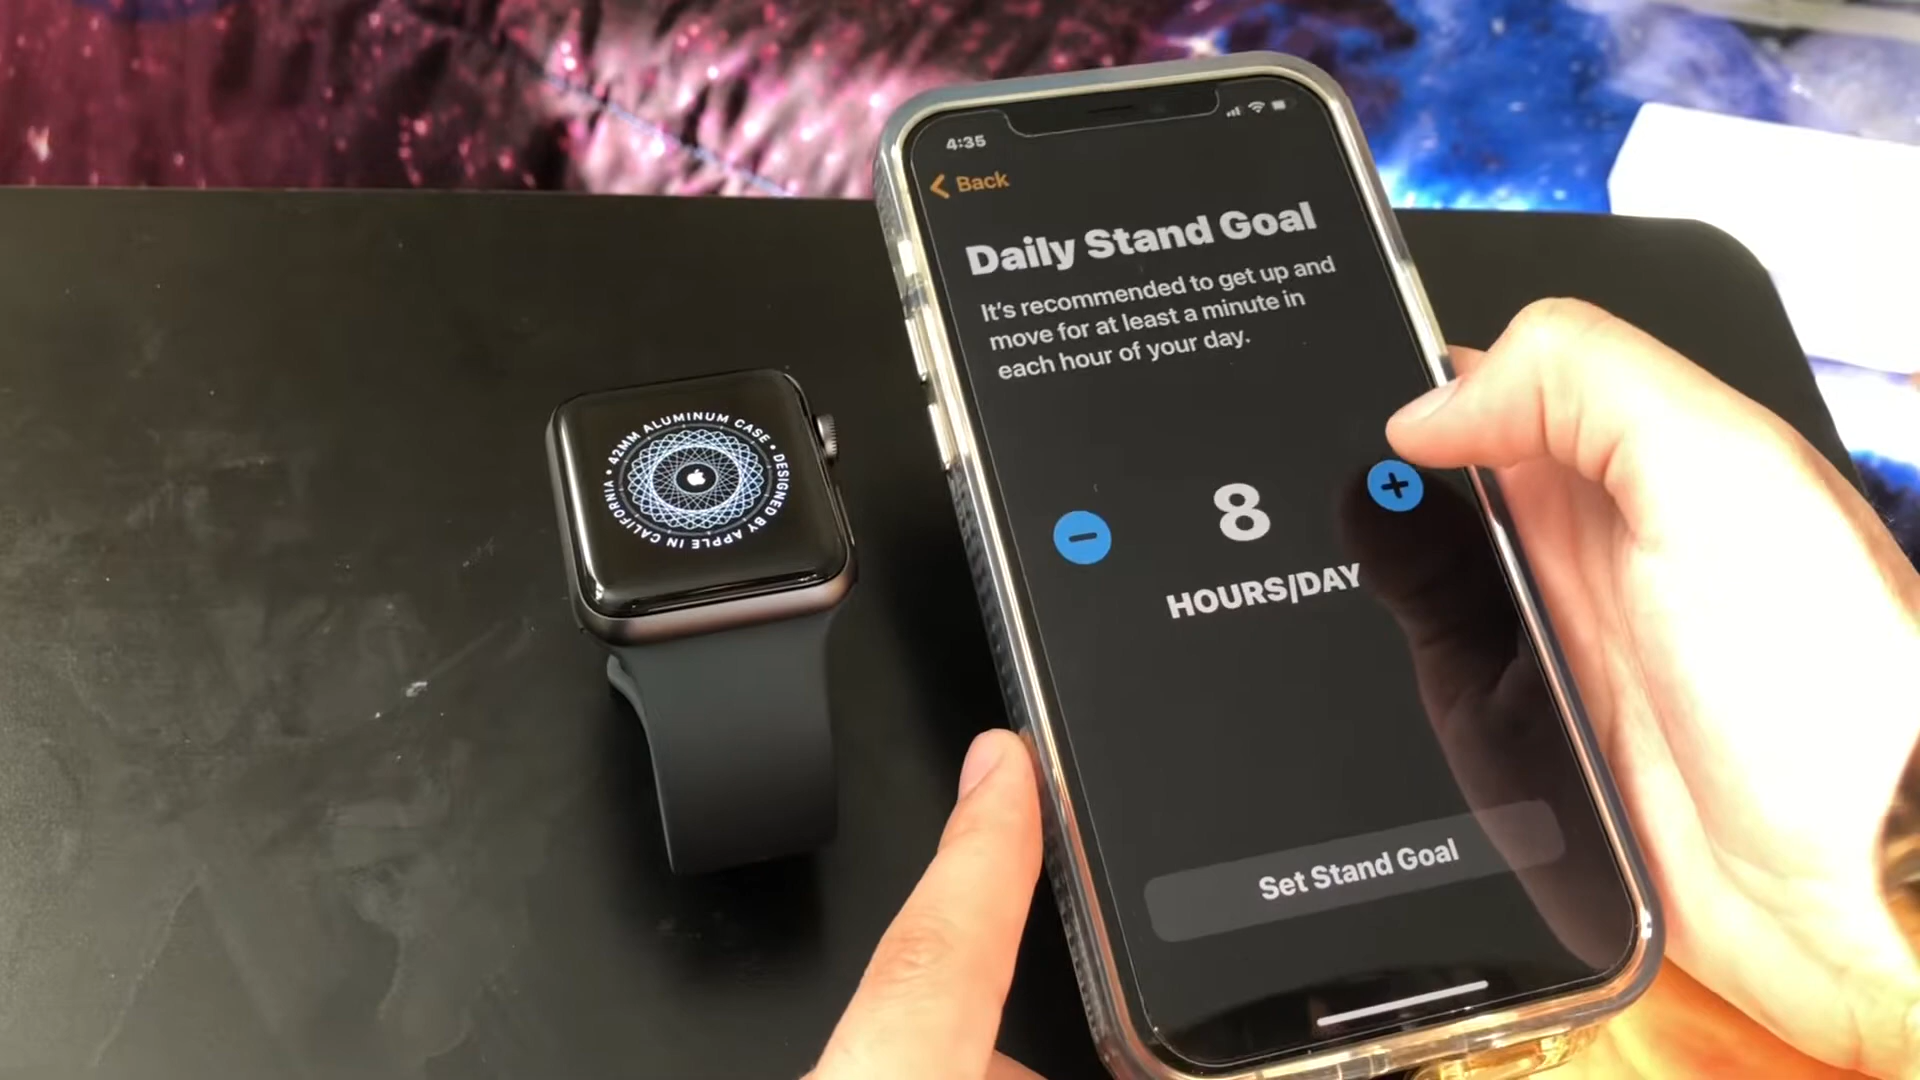 4:35
Back
Daily Stand Goal
It's recommended to get up and
move for at least a minute in
each hour of your day.
8
HOURS/DAY
Set Stand Goal
42MM ALUMINUM CASE • DESIGNED BY APPLE IN CALIFORNIA •